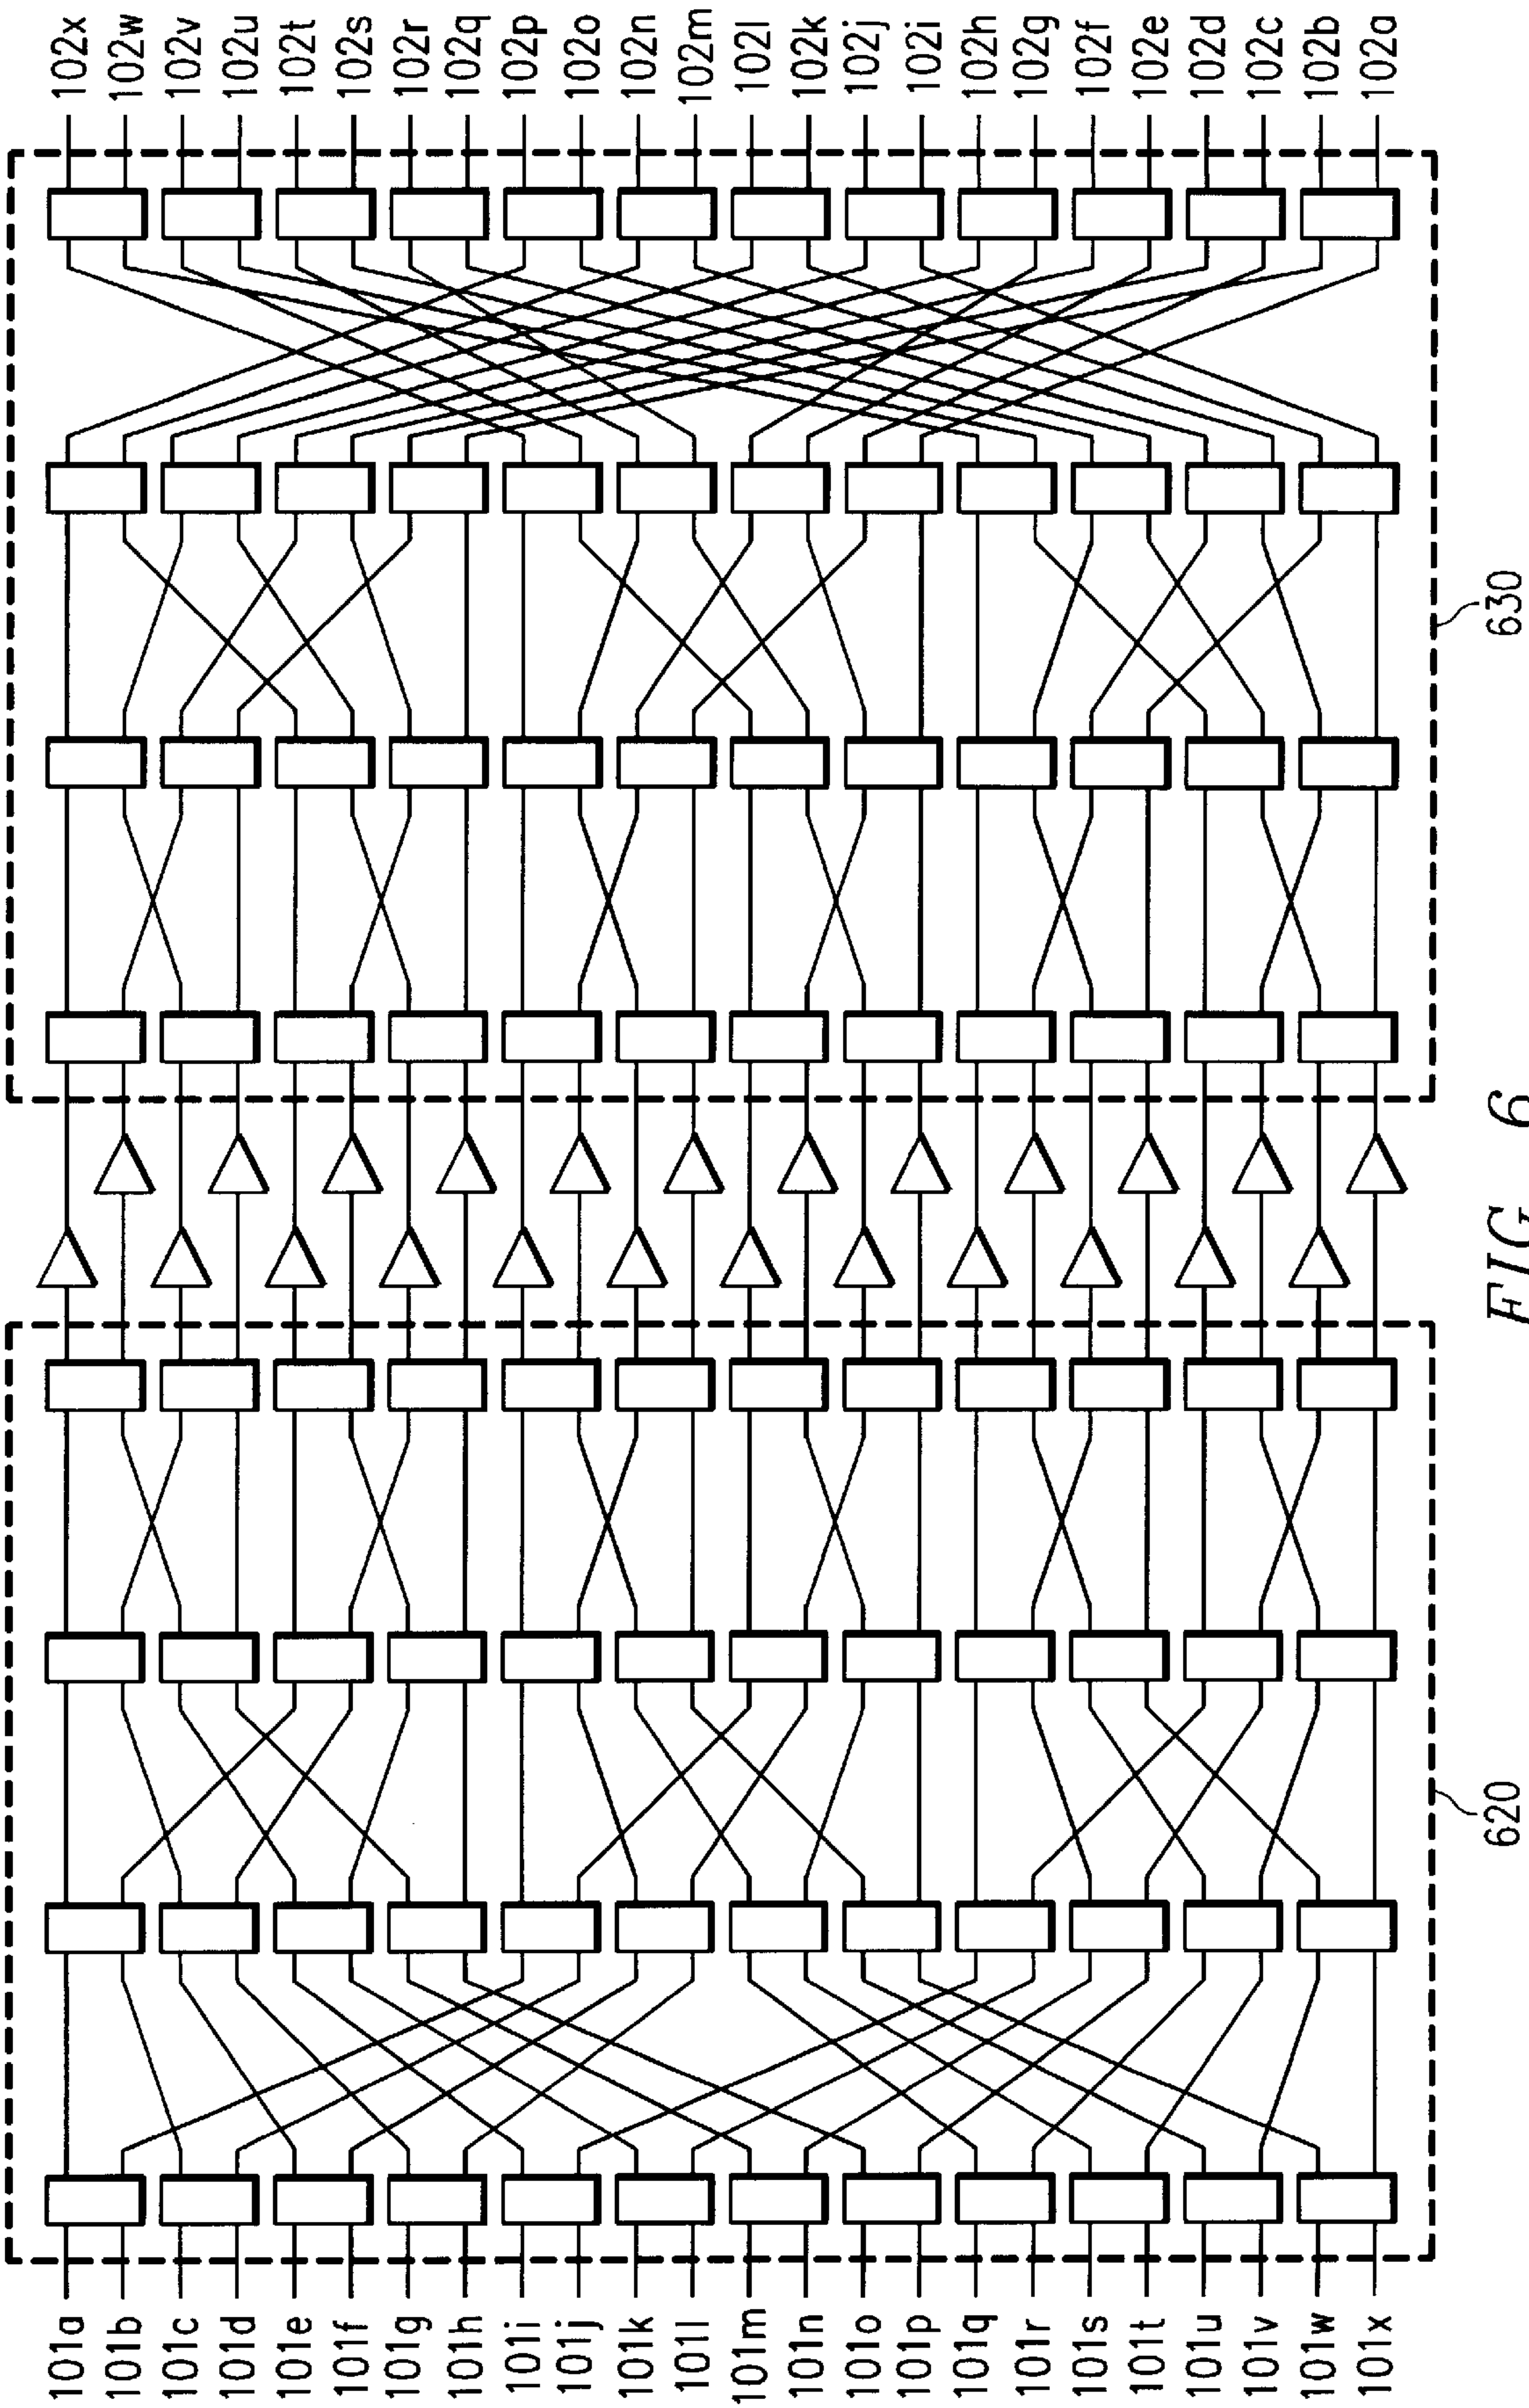 101a
101b
101c
101d
101e
101f
101g
101h
101i
101j
101k
101l
101m
101n
101o
101p
101q
101r
101s
101t
101u
101v
101w
101x
102x
102w
102v
102u
102t
102s
102r
102q
102p
102o
102n
102m
102l
102k
102j
102i
102h
102g
102f
102e
102d
102c
102b
102a
620
630
FIG. 6